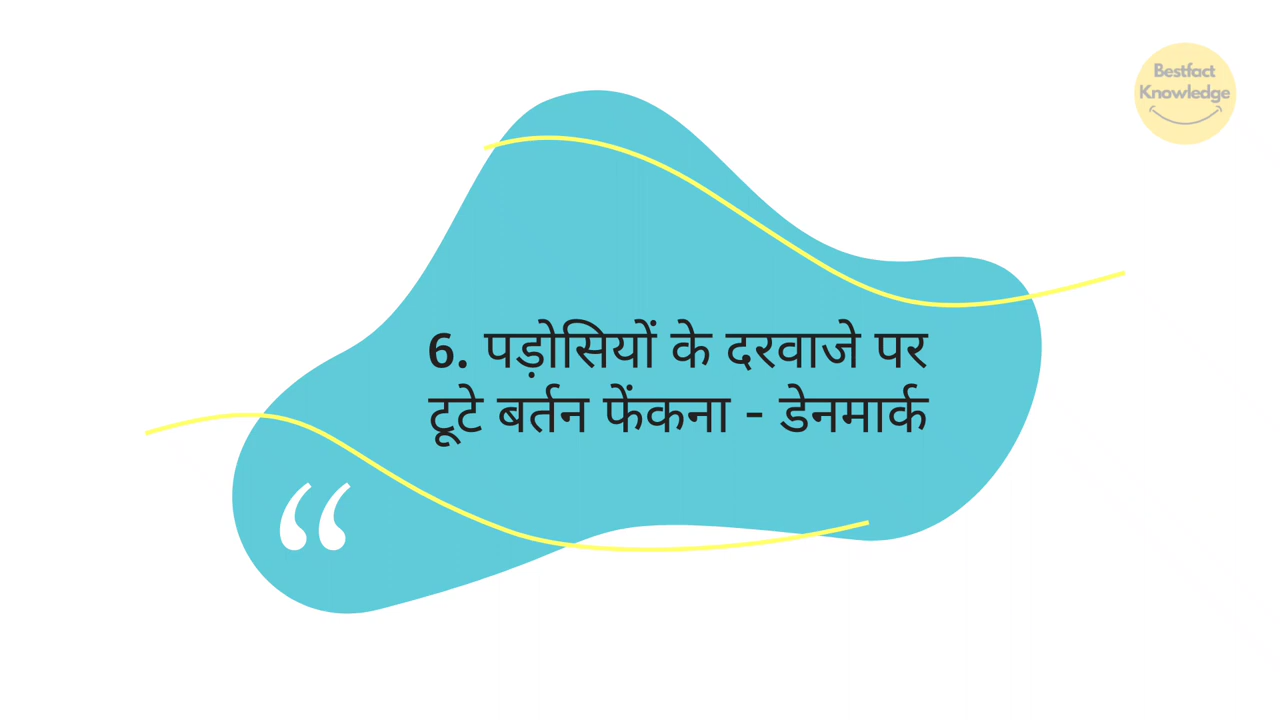 Bestfact
Knowledge
6. पड़ोसियों के दरवाजे पर
टूटे बर्तन फेंकना - डेनमार्क